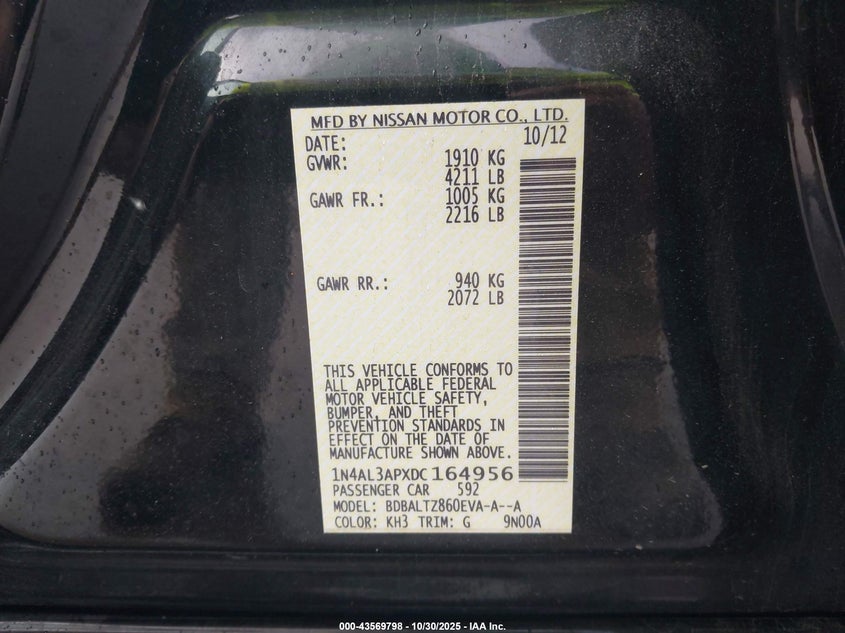 MFD BY NISSAN MOTOR CO., LTD.
DATE: 10/12
GVWR: 1910 KG
4211 LB
GAWR FR.: 1005 KG
2216 LB
GAWR RR.: 940 KG
2072 LB
THIS VEHICLE CONFORMS TO
ALL APPLICABLE FEDERAL
MOTOR VEHICLE SAFETY,
BUMPER, AND THEFT
PREVENTION STANDARDS IN
EFFECT ON THE DATE OF
MANUFACTURE SHOWN ABOVE.
1N4AL3APXDC164956
PASSENGER CAR 592
MODEL: BDBALTZ860EVA-A--A
COLOR: KH3 TRIM: G 9N00A
000-43569798 - 10/30/2025 - IAA Inc.